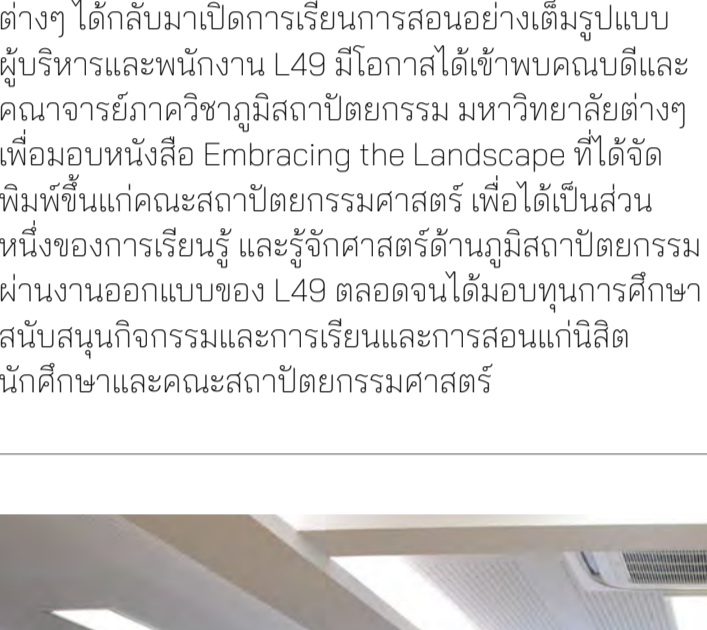 ต่างๆ ได้กลับมาเปิดการเรียนการสอนอย่างเต็มรูปแบบ
ผู้บริหารและพนักงาน L49 มีโอกาสได้เข้าพบคณบดีและ
คณาจารย์ภาควิชาภูมิสถาปัตยกรรม มหาวิทยาลัยต่างๆ
เพื่อมอบหนังสือ Embracing the Landscape ที่ได้จัด
พิมพ์ขึ้นแก่คณะสถาปัตยกรรมศาสตร์ เพื่อได้เป็นส่วน
หนึ่งของการเรียนรู้ และรู้จักศาสตร์ด้านภูมิสถาปัตยกรรม
ผ่านงานออกแบบของ L49 ตลอดจนได้มอบทุนการศึกษา
สนับสนุนกิจกรรมและการเรียนและการสอนแก่นิสิต
นักศึกษาและคณะสถาปัตยกรรมศาสตร์